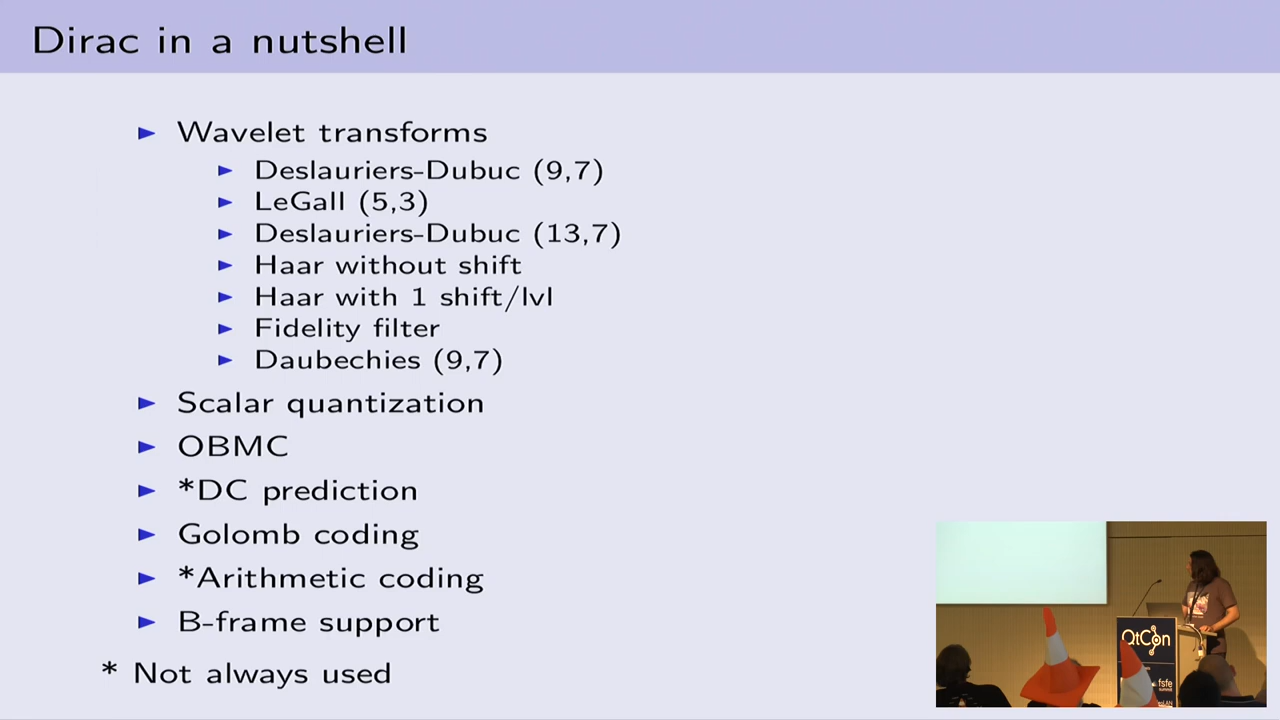 Dirac in a nutshell
Wavelet transforms
Deslauriers-Dubuc (9,7)
LeGall (5,3)
Deslauriers-Dubuc (13,7)
Haar without shift
Haar with 1 shift/lvl
Fidelity filter
Daubechies (9,7)
Scalar quantization
OBMC
*DC prediction
Golomb coding
*Arithmetic coding
B-frame support
* Not always used
QtCon
fsfe